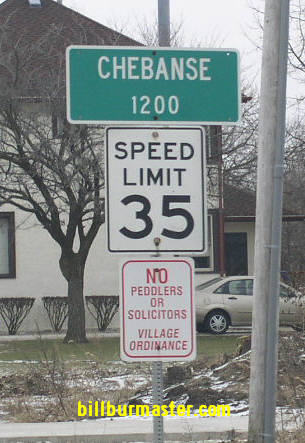 CHEBANSE
1200
SPEED
LIMIT
35
NO
PEDDLERS
OR
SOLICITORS
VILLAGE
ORDINANCE
billburmaster.com